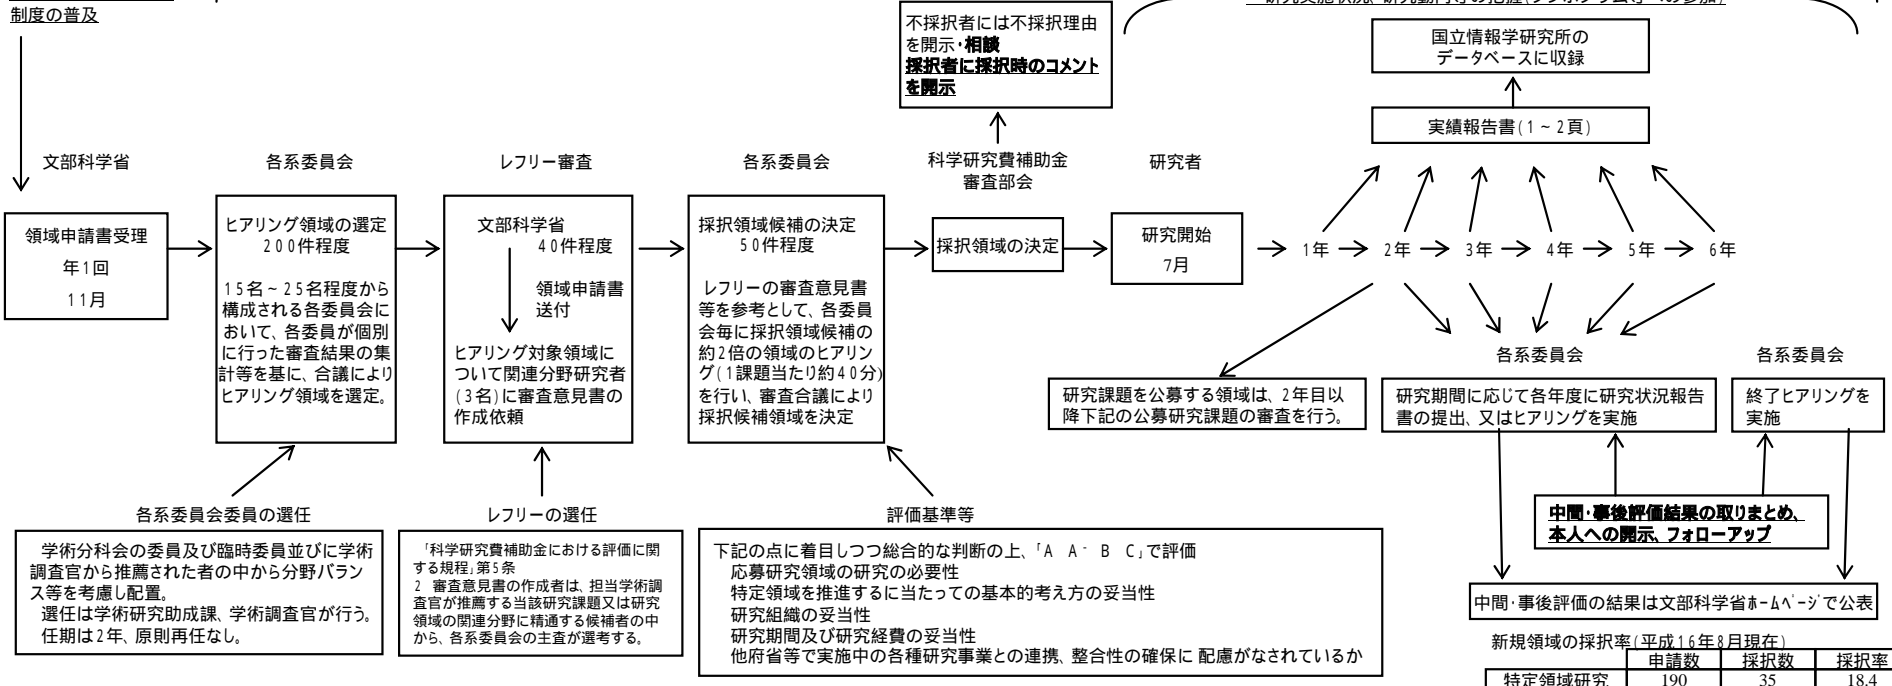 制度の普及
研究実施状況、研究動向等の把握(シンポジウム等への参加)
不採択者には不採択理由
を開示・相談
採択者に採択時のコメント
を開示
国立情報学研究所の
データベースに収録
実績報告書(1~2頁)
文部科学省
各系委員会
レフリー審査
各系委員会
科学研究費補助金
審査部会
研究者
領域申請書受理
年1回
11月
ヒアリング領域の選定
200件程度
15名~25名程度から
構成される各委員会に
おいて、各委員が個別
に行った審査結果の集
計等を基に、合議により
ヒアリング領域を選定。
文部科学省
40件程度
領域申請書
送付
ヒアリング対象領域に
ついて関連分野研究者
(3名)に審査意見書の
作成依頼
採択領域候補の決定
50件程度
レフリーの審査意見書
等を参考として、各委員
会毎に採択領域候補の
約2倍の領域のヒアリン
グ(1課題当たり約40分)
を行い、審査合議により
採択候補領域を決定
採択領域の決定
研究開始
7月
1年
2年
3年
4年
5年
6年
研究課題を公募する領域は、2年目以
降下記の公募研究課題の審査を行う。
各系委員会
研究期間に応じて各年度に研究状況報告
書の提出、又はヒアリングを実施
各系委員会
終了ヒアリングを
実施
中間・事後評価結果の取りまとめ、
本人への開示、フォローアップ
中間・事後評価の結果は文部科学省ホームページで公表
各系委員会委員の選任
学術分科会の委員及び臨時委員並びに学術
調査官から推薦された者の中から分野バラン
ス等を考慮し配置。
選任は学術研究助成課、学術調査官が行う。
任期は2年、原則再任なし。
レフリーの選任
「科学研究費補助金における評価に関
する規程」第5条
2 審査意見書の作成者は、担当学術調
査官が推薦する当該研究課題又は研究
領域の関連分野に精通する候補者の中
から、各系委員会の主査が選考する。
評価基準等
下記の点に着目しつつ総合的な判断の上、「A A- B C」で評価
応募研究領域の研究の必要性
特定領域を推進するに当たっての基本的考え方の妥当性
研究組織の妥当性
研究期間及び研究経費の妥当性
他府省等で実施中の各種研究事業との連携、整合性の確保に 配慮がなされているか
新規領域の採択率(平成16年8月現在)
申請数 採択数 採択率
特定領域研究 190 35 18.4